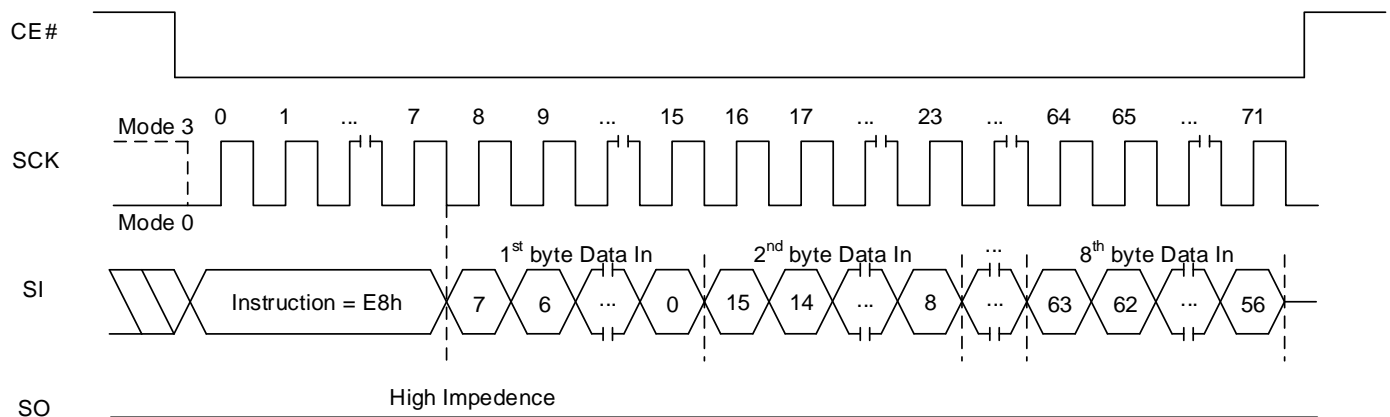 CE#
0 1 ... 7 8 9 ... 15 16 17 ... 23 ... 64 65 ... 71
Mode 3
SCK
Mode 0
1st byte Data In 2nd byte Data In ... 8th byte Data In
SI Instruction = E8h 7 6 ... 0 15 14 ... 8 ... 63 62 ... 56
High Impedence
SO